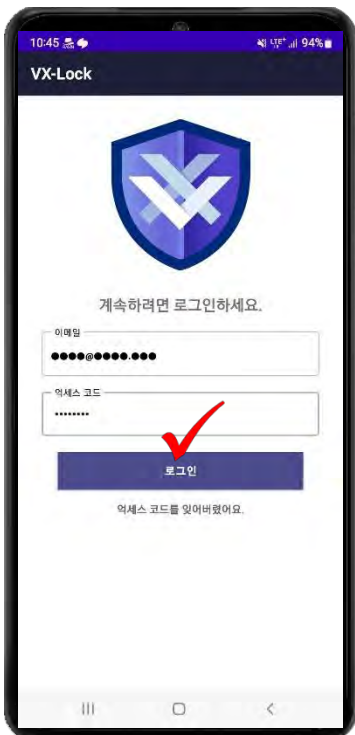 10:45 LTE+ 94%
VX-Lock
계속하려면 로그인하세요.
이메일
●●●●@●●●●.●●●
억세스 코드
••••••••
로그인
억세스 코드를 잊어버렸어요.